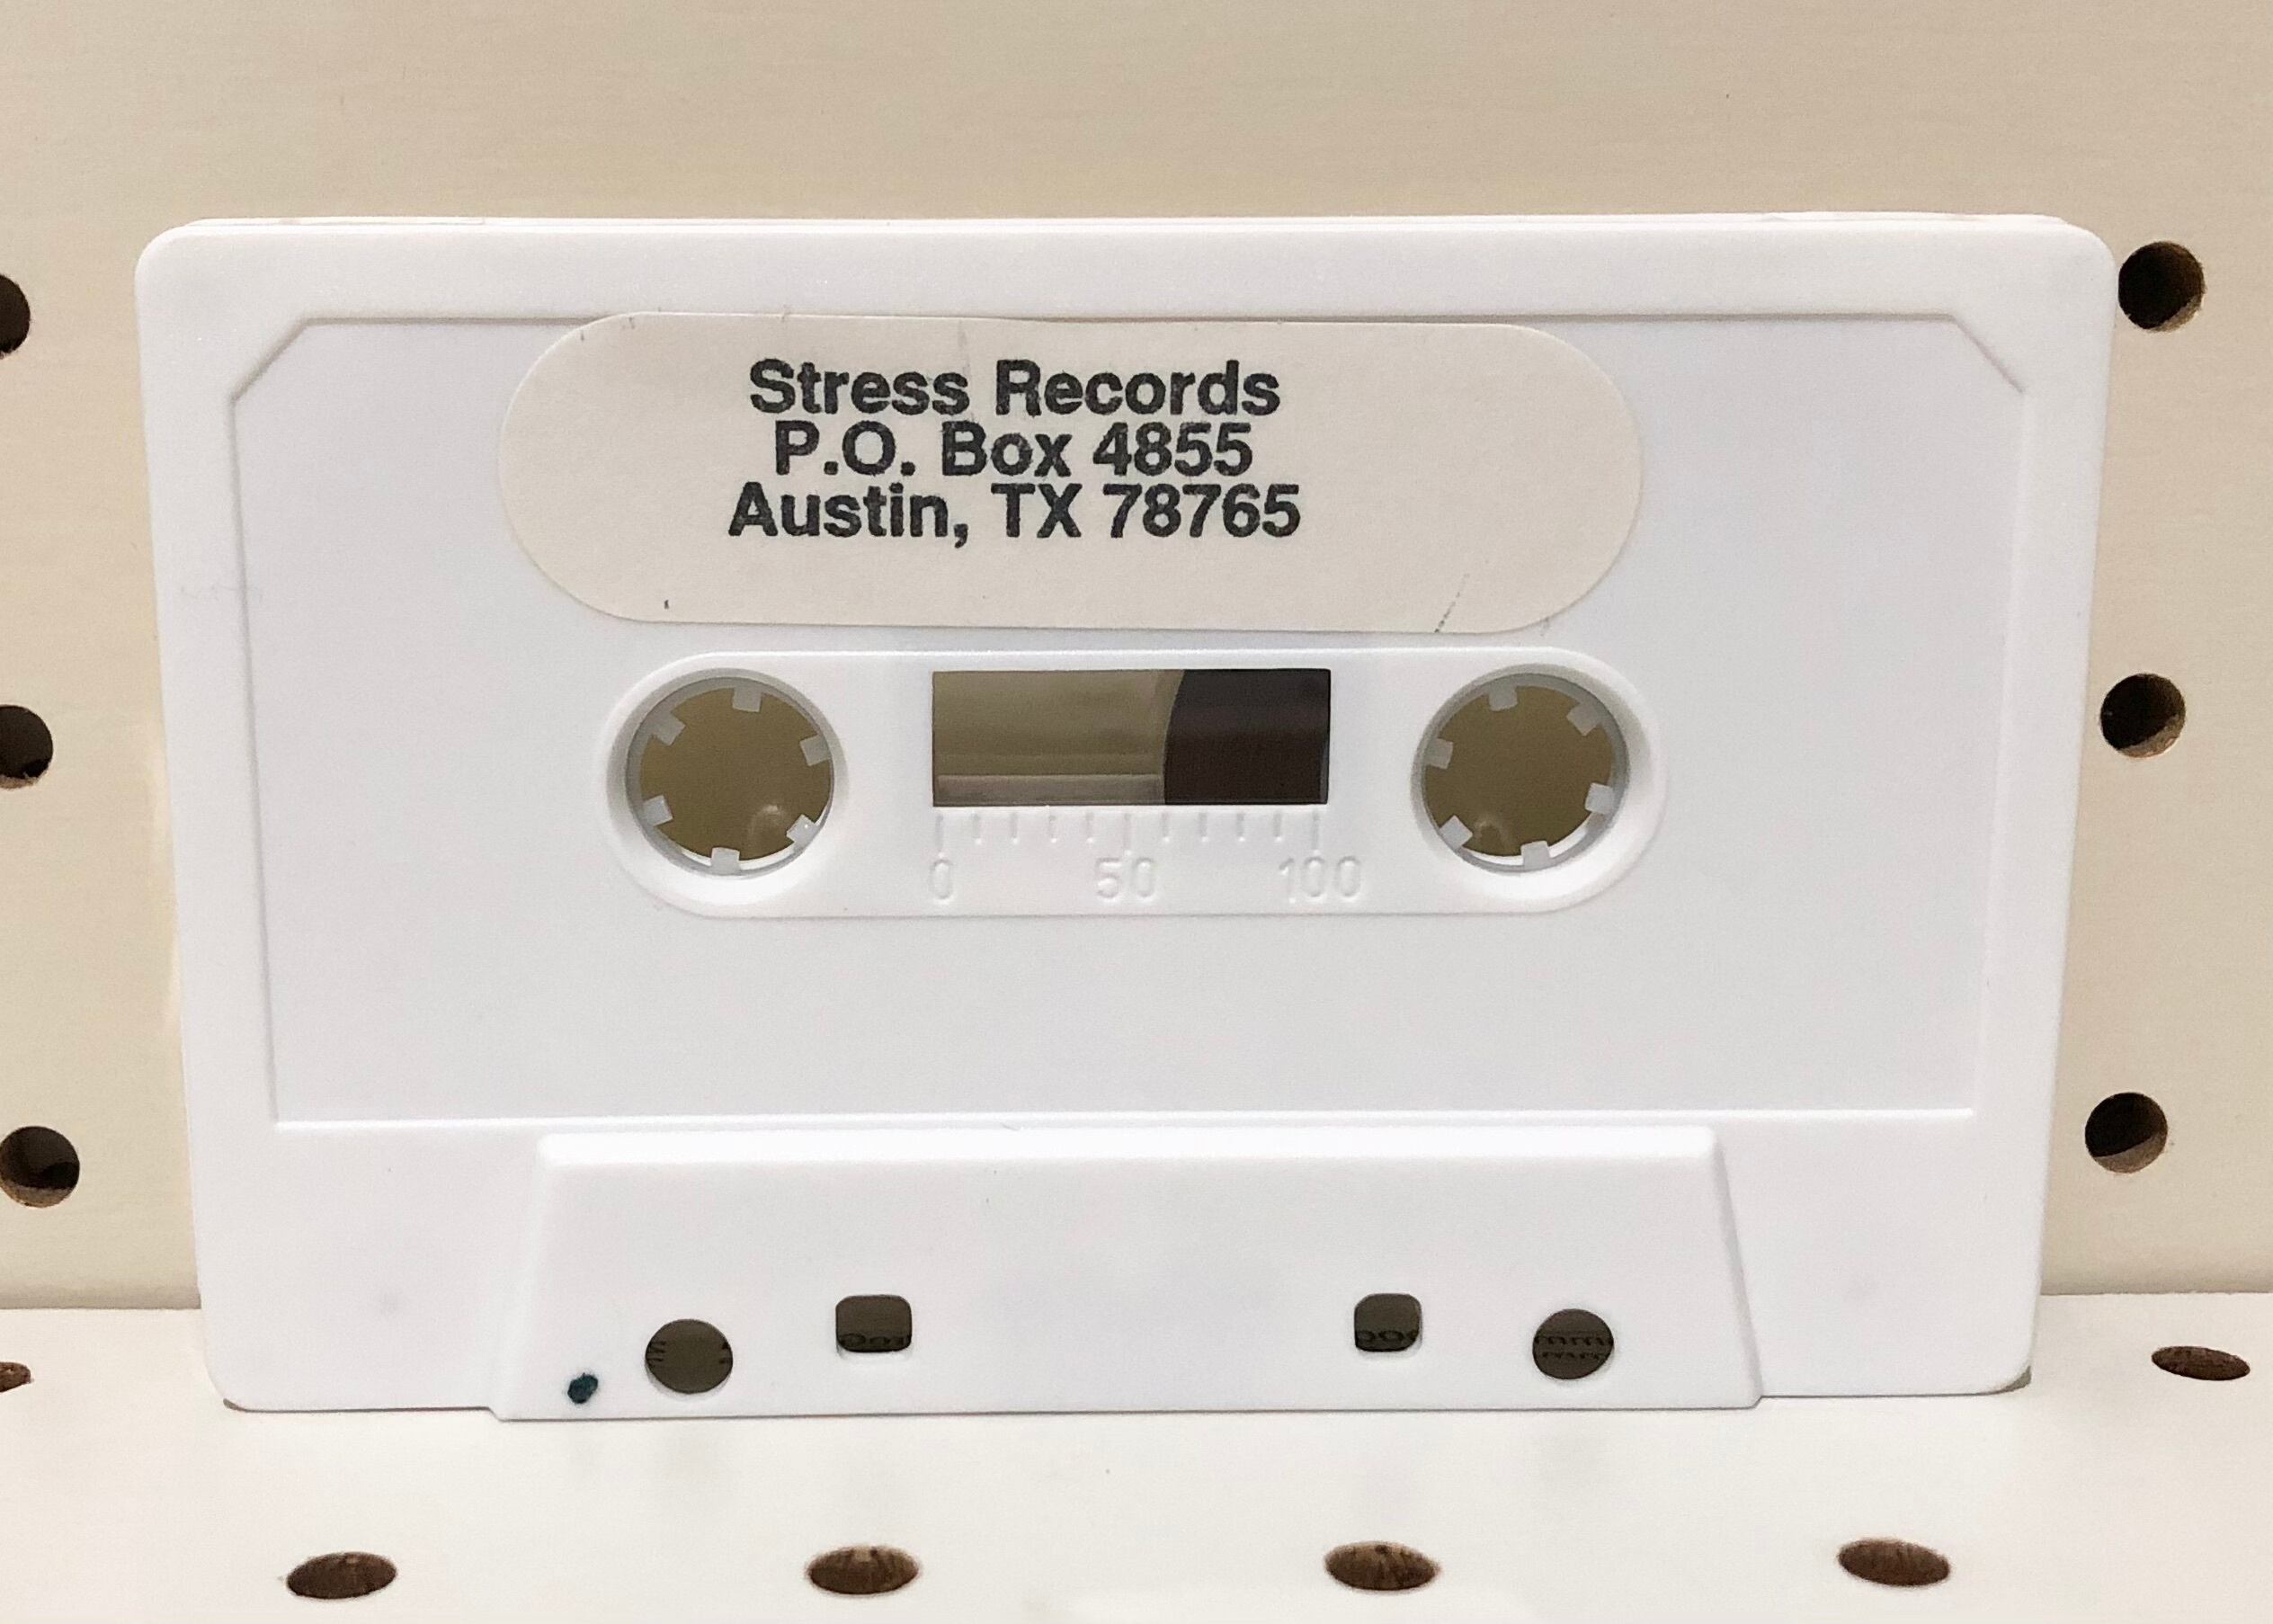 Stress Records
P.O. Box 4855
Austin, TX 78765
0 50 100